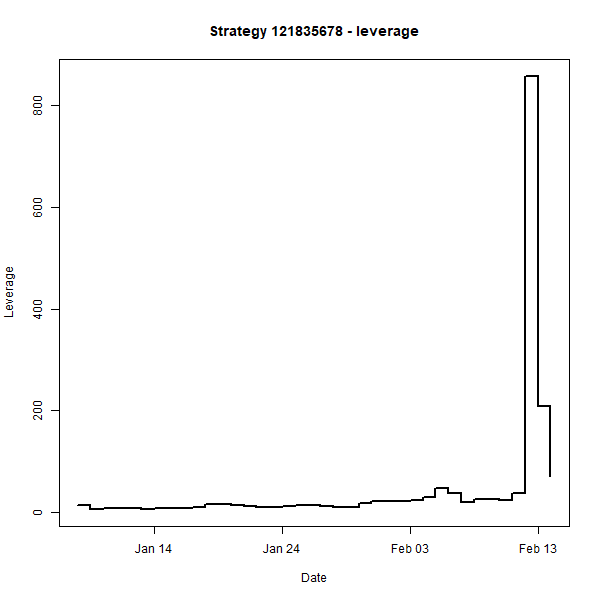 Strategy 121835678 - leverage
Leverage
800
600
400
200
0
Jan 14
Jan 24
Feb 03
Feb 13
Date